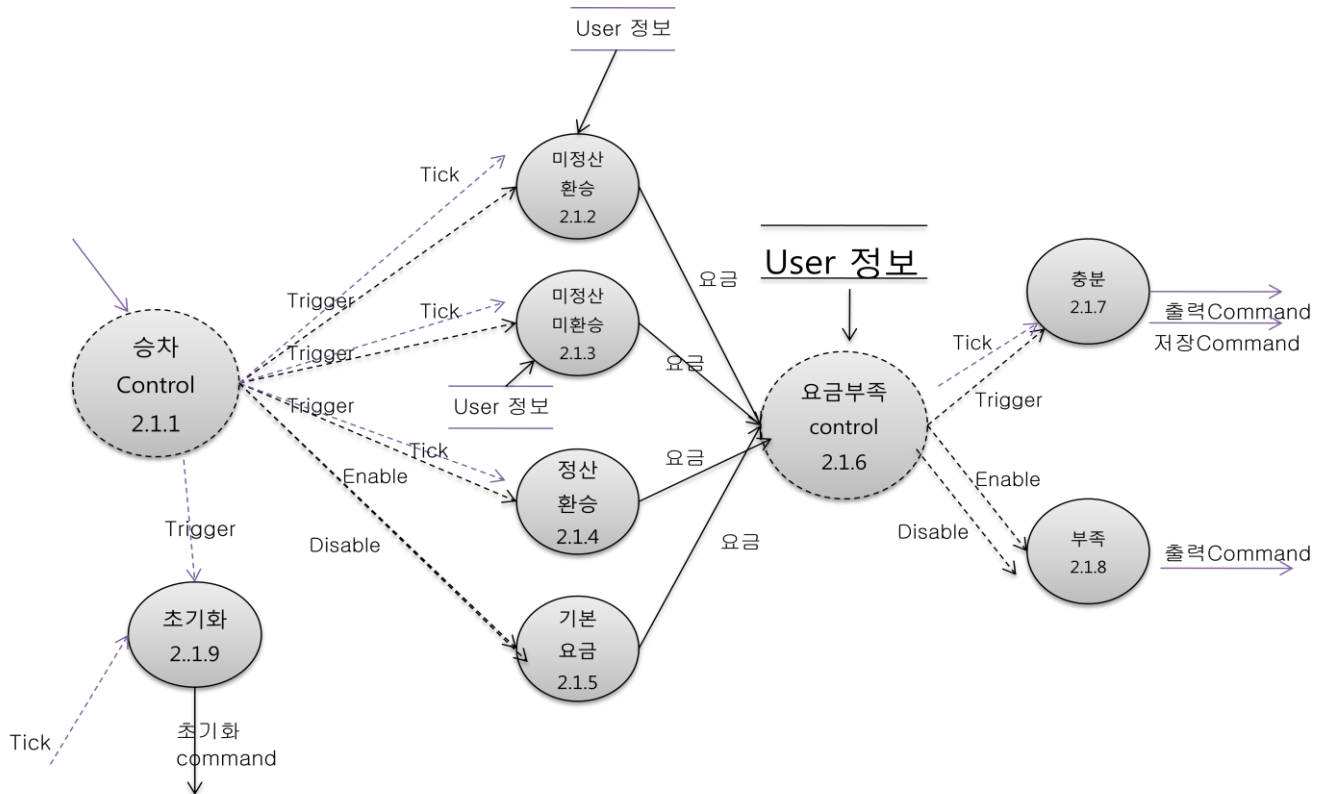 User 정보
미정산
환승
2.1.2
Tick
Trigger
요금
User 정보
충분
2.1.7
출력Command
저장Command
Tick
Trigger
미정산
미환승
2.1.3
Tick
Trigger
요금
User 정보
승차
Control
2.1.1
Trigger
Tick
요금
정산
환승
2.1.4
요금부족
control
2.1.6
Enable
Disable
Enable
Disable
요금
부족
2.1.8
출력Command
Trigger
초기화
2..1.9
기본
요금
2.1.5
Tick
초기화
command